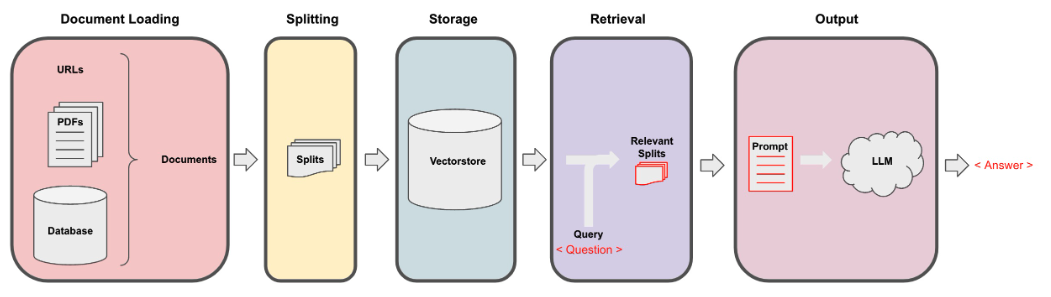 Document Loading
Splitting
Storage
Retrieval
Output
URLs
PDFs
Documents
Database
Splits
Vectorstore
Relevant
Splits
Query
< Question >
Prompt
LLM
< Answer >